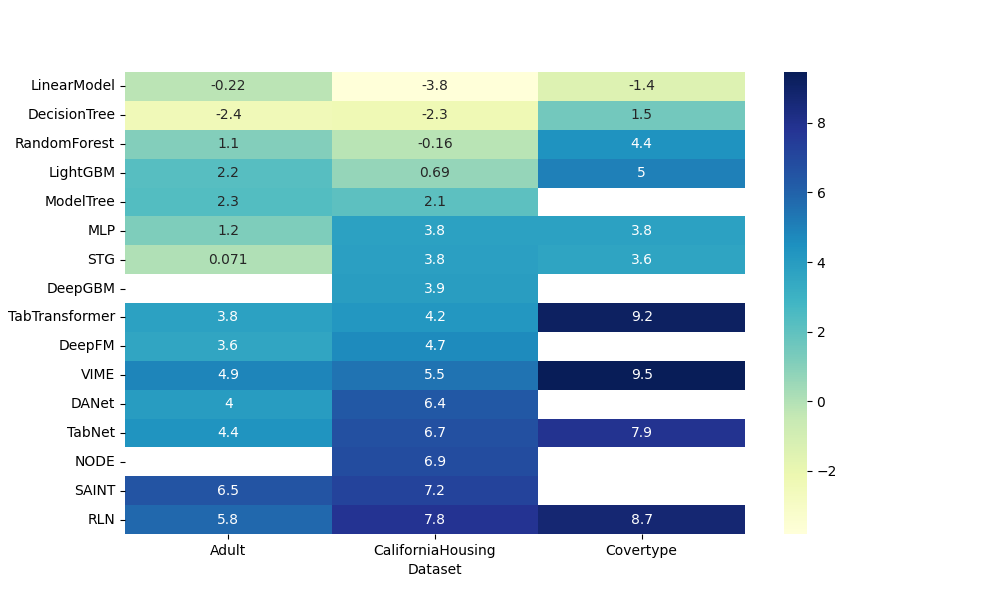 LinearModel -0.22 -3.8 -1.4
DecisionTree -2.4 -2.3 1.5
RandomForest 1.1 -0.16 4.4
LightGBM 2.2 0.69 5
ModelTree 2.3 2.1
MLP 1.2 3.8 3.8
STG 0.071 3.8 3.6
DeepGBM 3.9
TabTransformer 3.8 4.2 9.2
DeepFM 3.6 4.7
VIME 4.9 5.5 9.5
DANet 4 6.4
TabNet 4.4 6.7 7.9
NODE 6.9
SAINT 6.5 7.2
RLN 5.8 7.8 8.7
Adult CaliforniaHousing Covertype
Dataset
8
6
4
2
0
−2